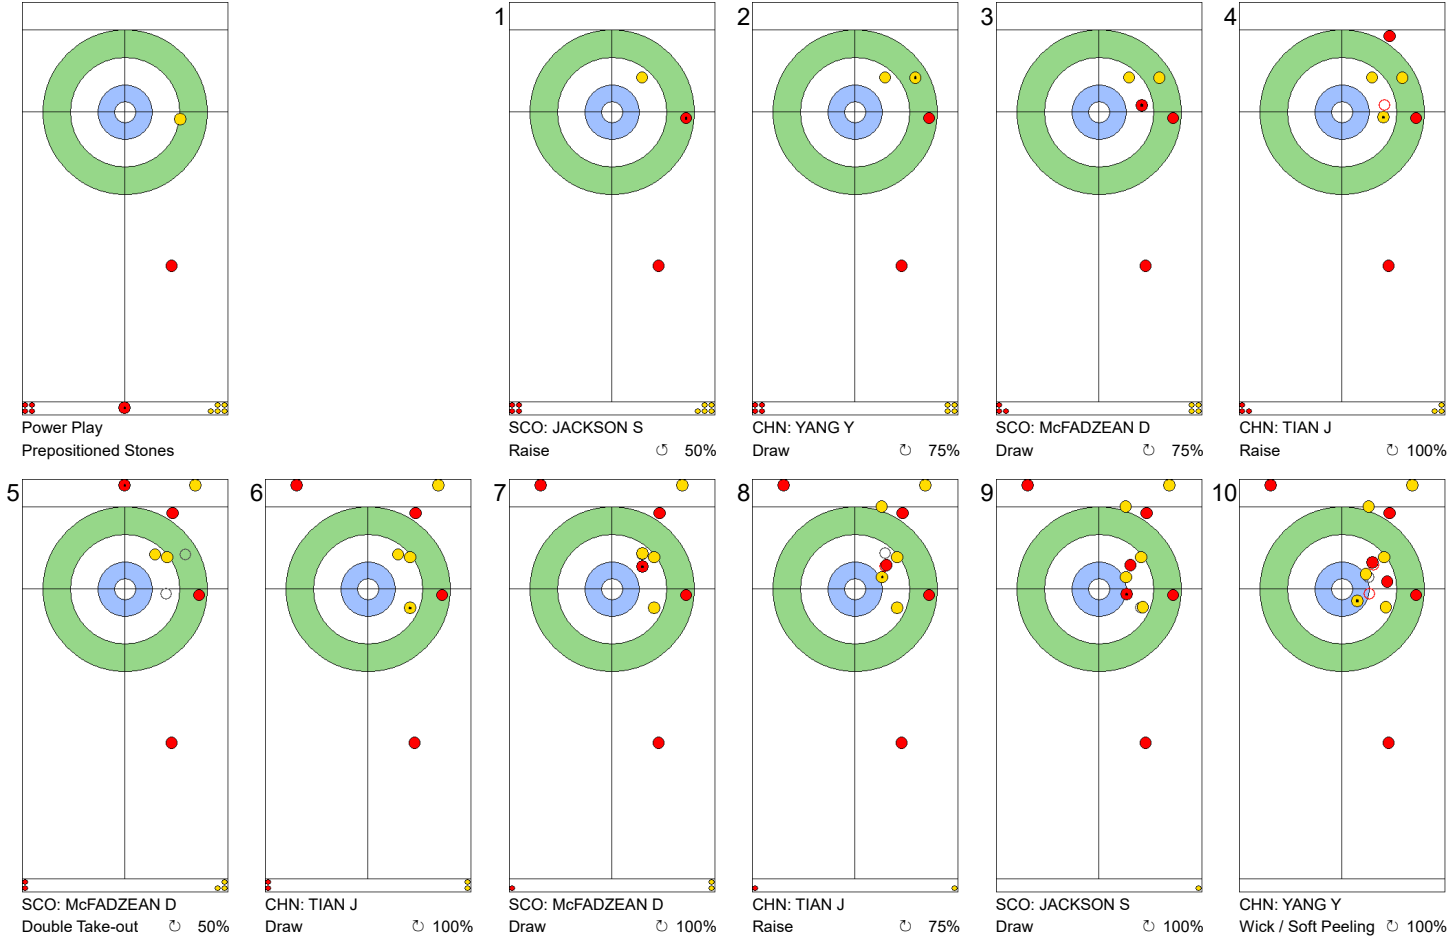 Power Play
Prepositioned Stones
1
SCO: JACKSON S
Raise ↺ 50%
2
CHN: YANG Y
Draw ↻ 75%
3
SCO: McFADZEAN D
Draw ↻ 75%
4
CHN: TIAN J
Raise ↻ 100%
5
SCO: McFADZEAN D
Double Take-out ↻ 50%
6
CHN: TIAN J
Draw ↻ 100%
7
SCO: McFADZEAN D
Draw ↻ 100%
8
CHN: TIAN J
Raise ↻ 75%
9
SCO: JACKSON S
Draw ↻ 100%
10
CHN: YANG Y
Wick / Soft Peeling ↻ 100%